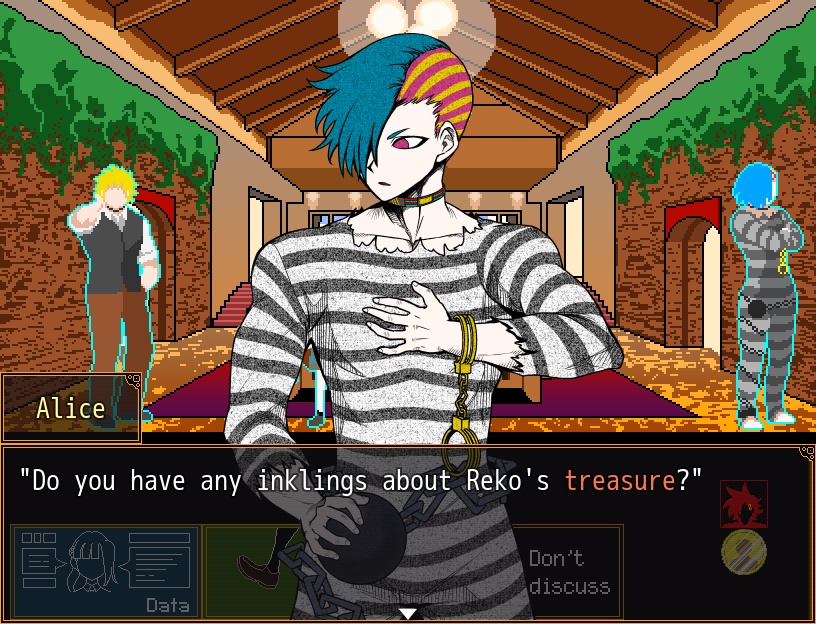 Alice
"Do you have any inklings about Reko's treasure?"
Don't
discuss
Data